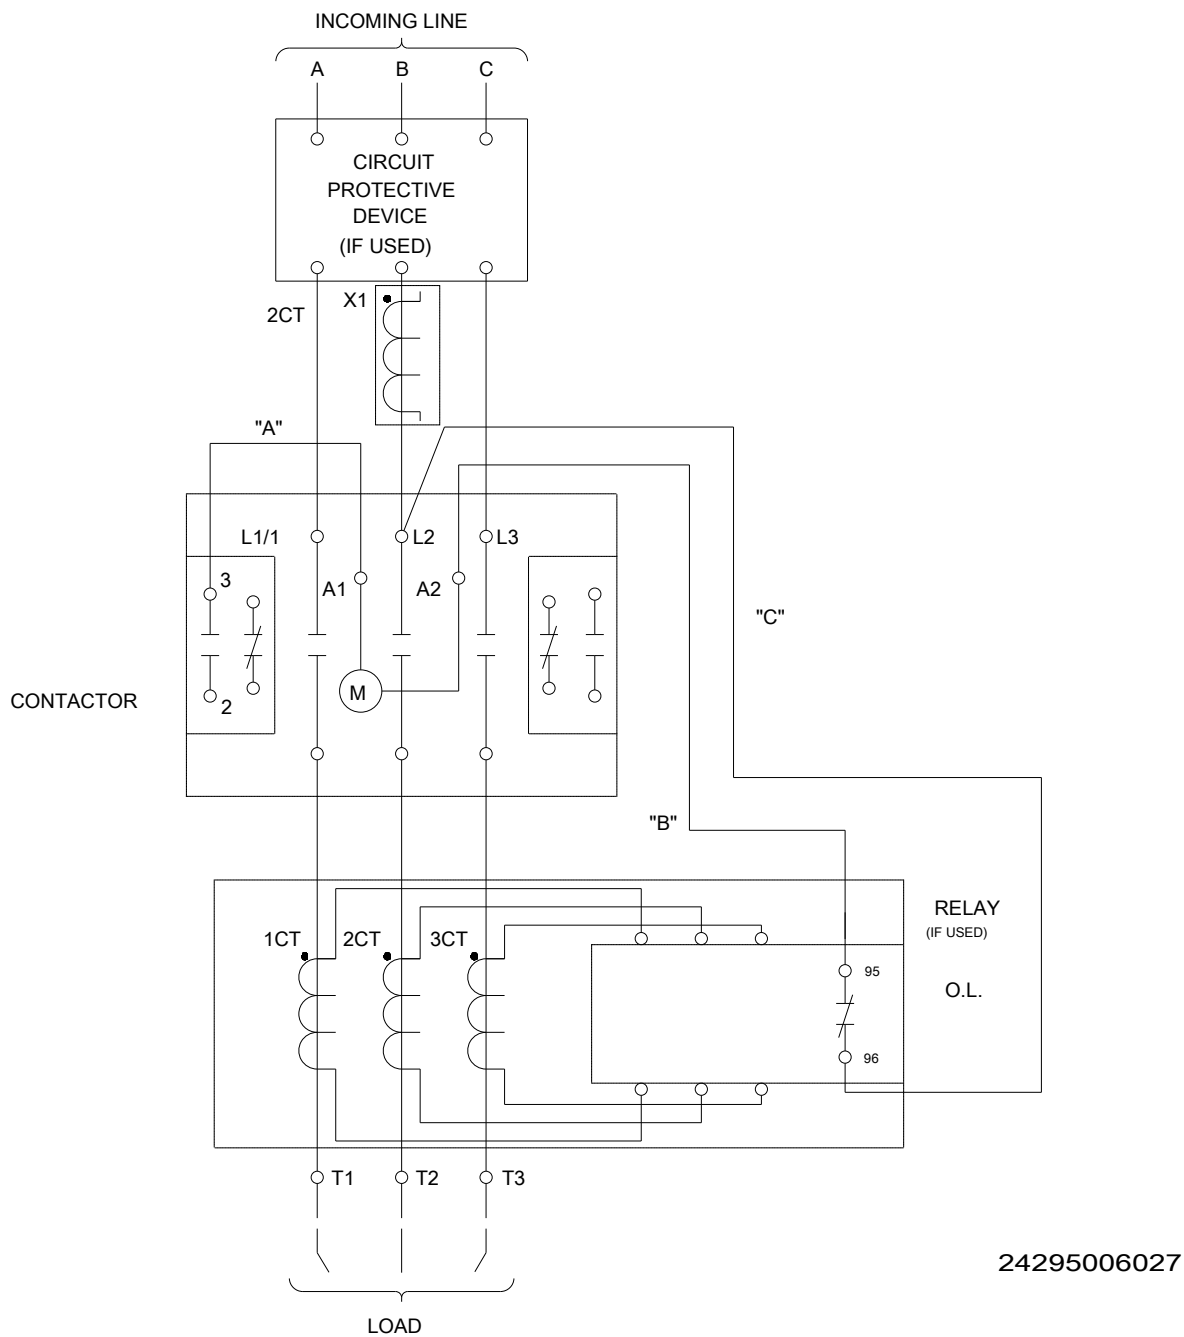 INCOMING LINE
A B C
CIRCUIT
PROTECTIVE
DEVICE
(IF USED)
X1
2CT
"A"
L1/1 L2 L3
3 A1 A2
"C"
M
2
CONTACTOR
"B"
RELAY
(IF USED)
1CT 2CT 3CT
95
O.L.
96
T1 T2 T3
24295006027
LOAD